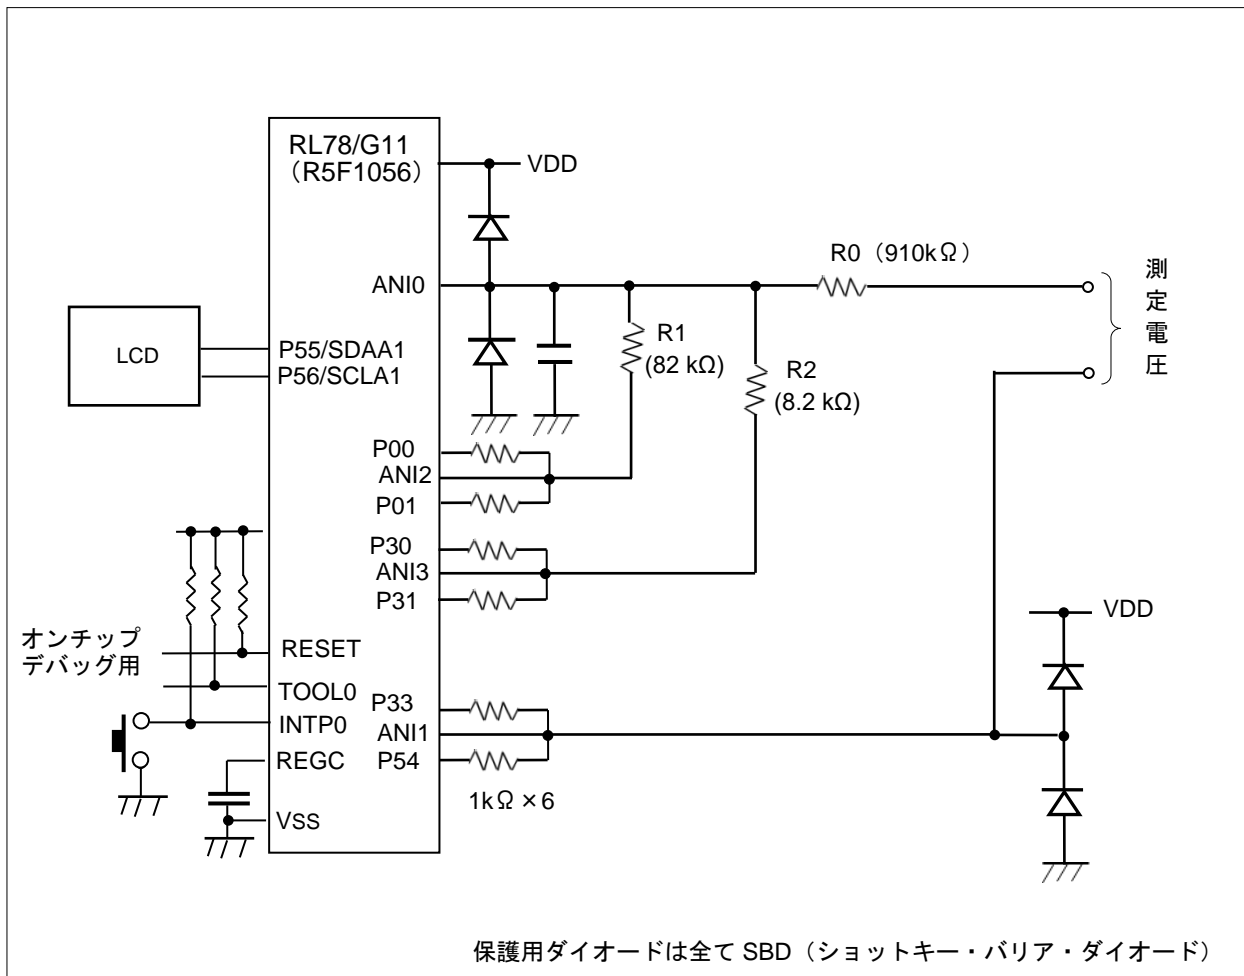 RL78/G11
（R5F1056）
VDD
R0（910kΩ）
ANI0
測定電圧
R1
(82 kΩ)
LCD
P55/SDAA1
P56/SCLA1
R2
(8.2 kΩ)
P00
ANI2
P01
P30
ANI3
P31
VDD
オンチップ
デバッグ用
RESET
TOOL0
INTP0
P33
ANI1
P54
REGC
1kΩ×6
VSS
保護用ダイオードは全て SBD（ショットキー・バリア・ダイオード）